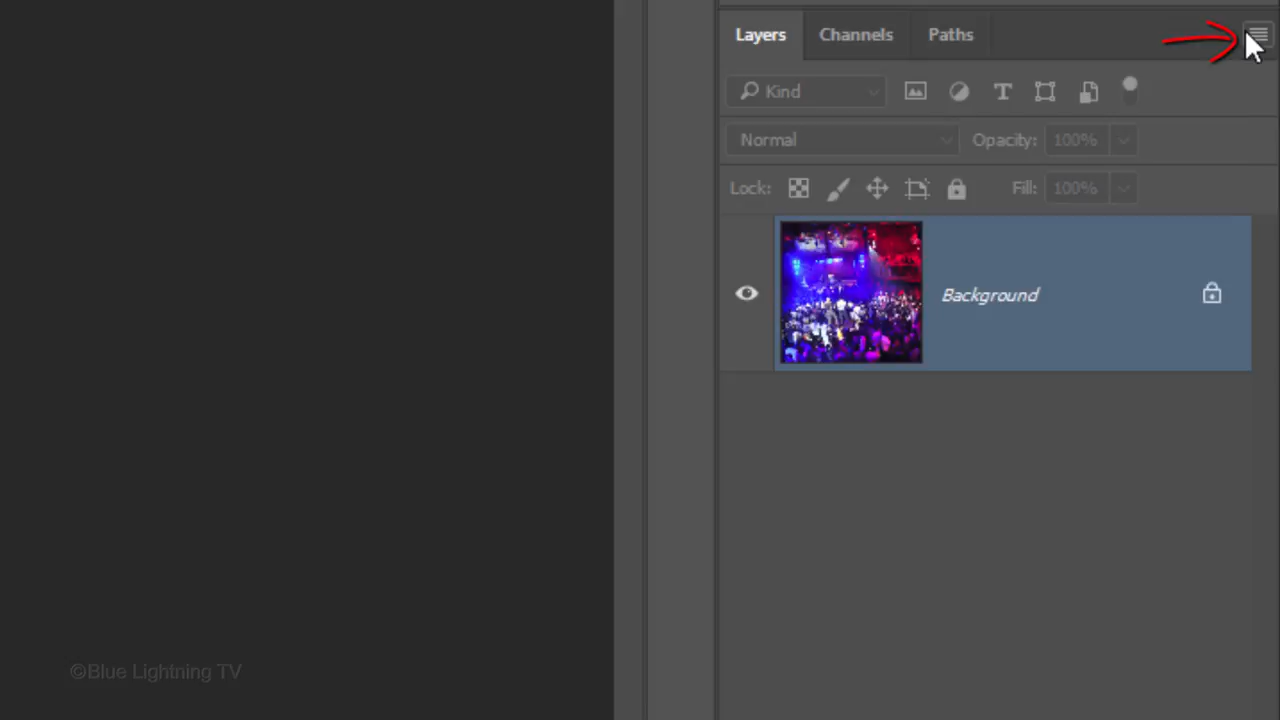 Layers Channels Paths
Kind
Normal Opacity: 100%
Lock: Fill: 100%
Background
©Blue Lightning TV